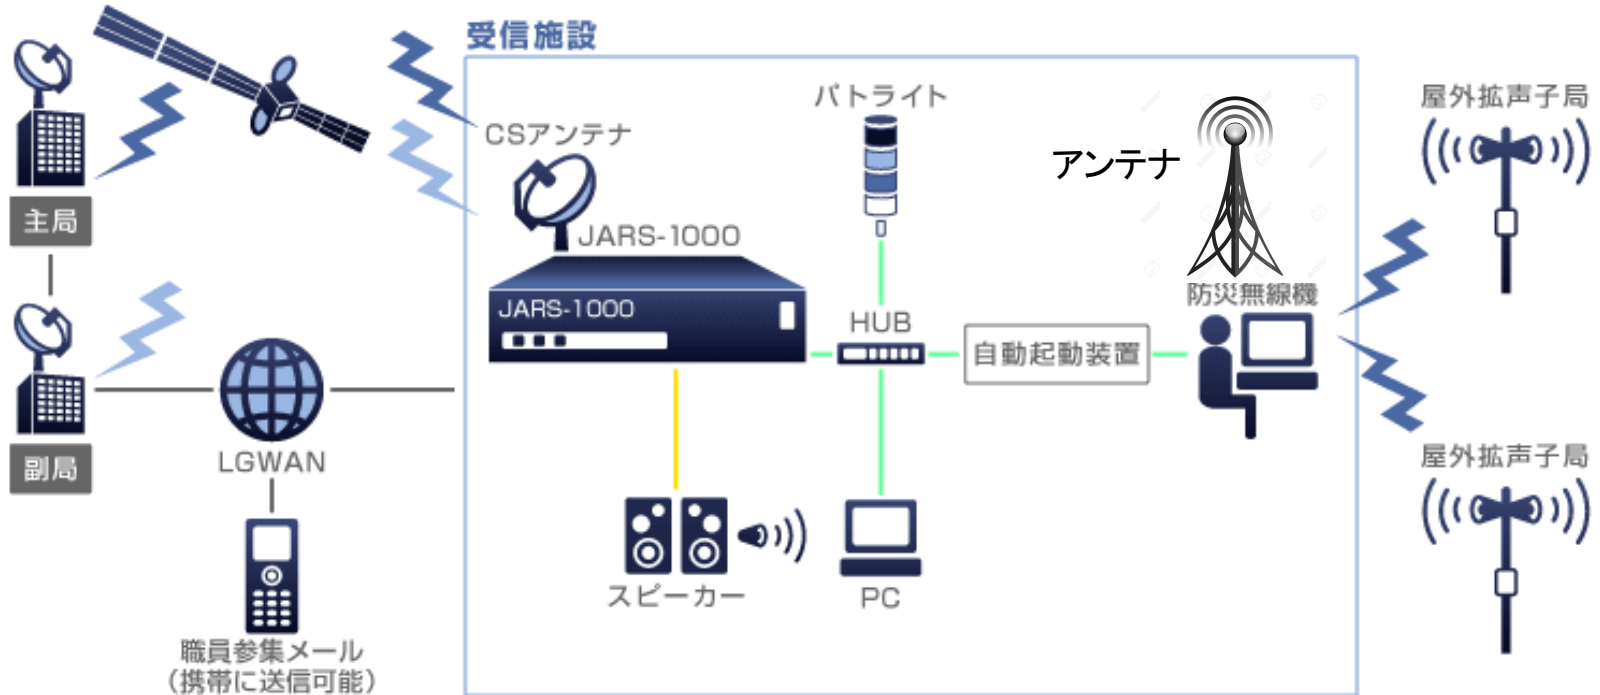 受信施設
パトライト
屋外拡声子局
CSアンテナ
アンテナ
主局
JARS-1000
JARS-1000
防災無線機
HUB
自動起動装置
副局
LGWAN
屋外拡声子局
スピーカー
PC
職員参集メール
（携帯に送信可能）